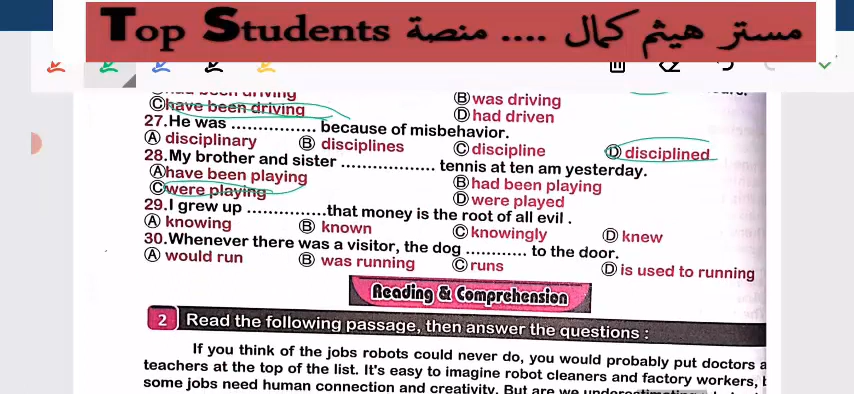 Top Students مستر هيثم كمال .... منصة
had been driving
Ⓑ was driving
Ⓒ have been driving
Ⓓ had driven
27.He was ................ because of misbehavior.
Ⓐ disciplinary Ⓑ disciplines Ⓒ discipline Ⓓ disciplined
28.My brother and sister .................. tennis at ten am yesterday.
Ⓐ have been playing Ⓑ had been playing
Ⓒ were playing Ⓓ were played
29.I grew up ...............that money is the root of all evil .
Ⓐ knowing Ⓑ known Ⓒ knowingly Ⓓ knew
30.Whenever there was a visitor, the dog ............ to the door.
Ⓐ would run Ⓑ was running Ⓒ runs Ⓓ is used to running
Reading & Comprehension
2 Read the following passage, then answer the questions :
If you think of the jobs robots could never do, you would probably put doctors a
teachers at the top of the list. It's easy to imagine robot cleaners and factory workers,
some jobs need human connection and creativity. But are we underestimating